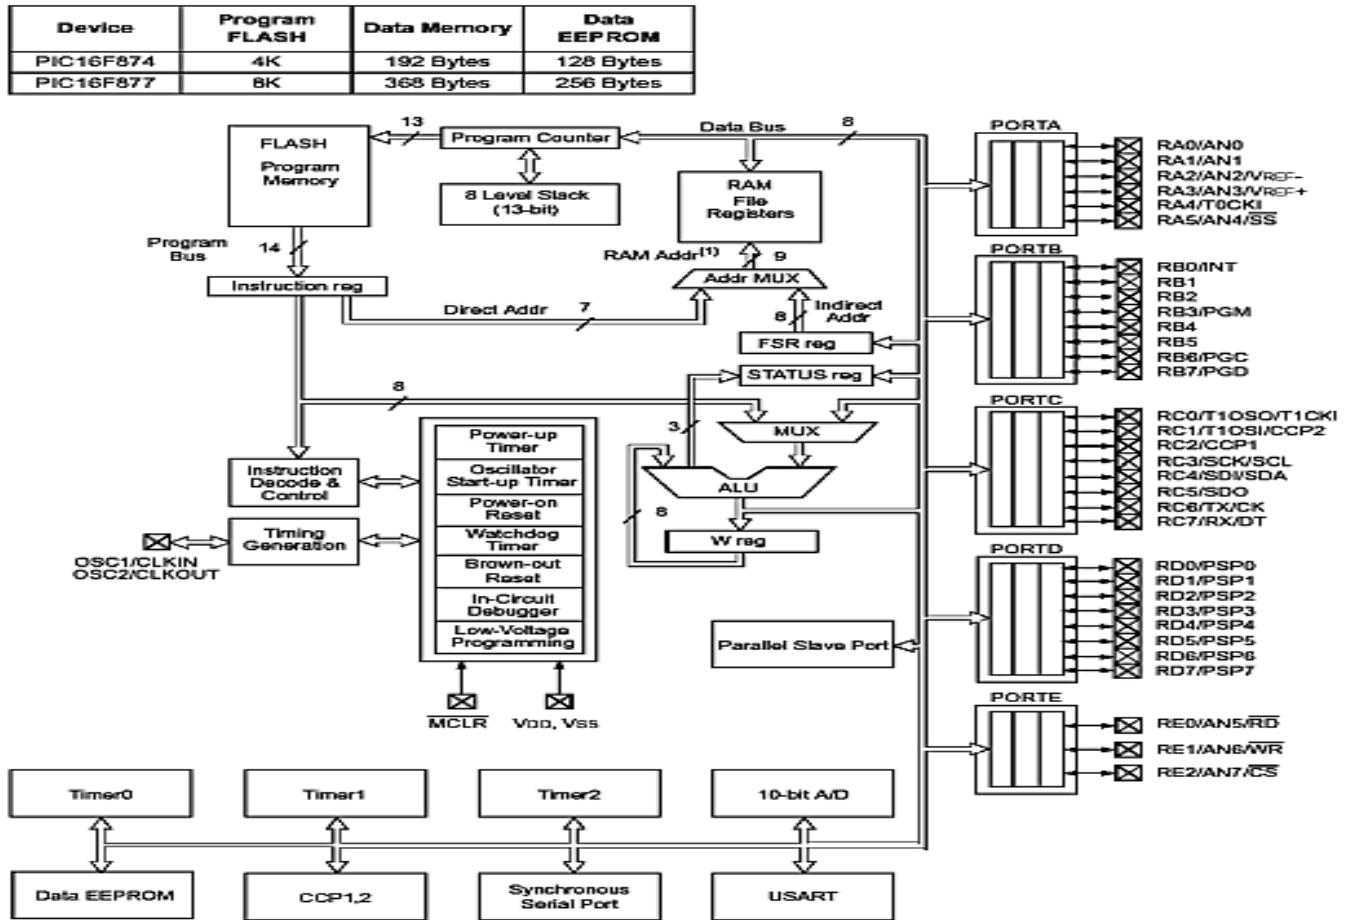 Device Program FLASH Data Memory Data EEPROM
PIC16F874 4K 192 Bytes 128 Bytes
PIC16F877 8K 368 Bytes 256 Bytes
FLASH
Program
Memory
13
Program Counter
Data Bus
8
8 Level Stack
(13-bit)
RAM
File
Registers
Program
Bus
14
RAM Addr(1)
9
Addr MUX
Instruction reg
Direct Addr
7
8
Indirect
Addr
FSR reg
STATUS reg
8
3
MUX
ALU
8
W reg
Power-up
Timer
Oscillator
Start-up Timer
Power-on
Reset
Watchdog
Timer
Brown-out
Reset
In-Circuit
Debugger
Low-Voltage
Programming
Instruction
Decode &
Control
Timing
Generation
OSC1/CLKIN
OSC2/CLKOUT
MCLR
VDD, VSS
Parallel Slave Port
PORTA
RA0/AN0
RA1/AN1
RA2/AN2/VREF-
RA3/AN3/VREF+
RA4/T0CKI
RA5/AN4/SS
PORTB
RB0/INT
RB1
RB2
RB3/PGM
RB4
RB5
RB6/PGC
RB7/PGD
PORTC
RC0/T1OSO/T1CKI
RC1/T1OSI/CCP2
RC2/CCP1
RC3/SCK/SCL
RC4/SDI/SDA
RC5/SDO
RC6/TX/CK
RC7/RX/DT
PORTD
RD0/PSP0
RD1/PSP1
RD2/PSP2
RD3/PSP3
RD4/PSP4
RD5/PSP5
RD6/PSP6
RD7/PSP7
PORTE
RE0/AN5/RD
RE1/AN6/WR
RE2/AN7/CS
Timer0
Timer1
Timer2
10-bit A/D
Data EEPROM
CCP1,2
Synchronous
Serial Port
USART